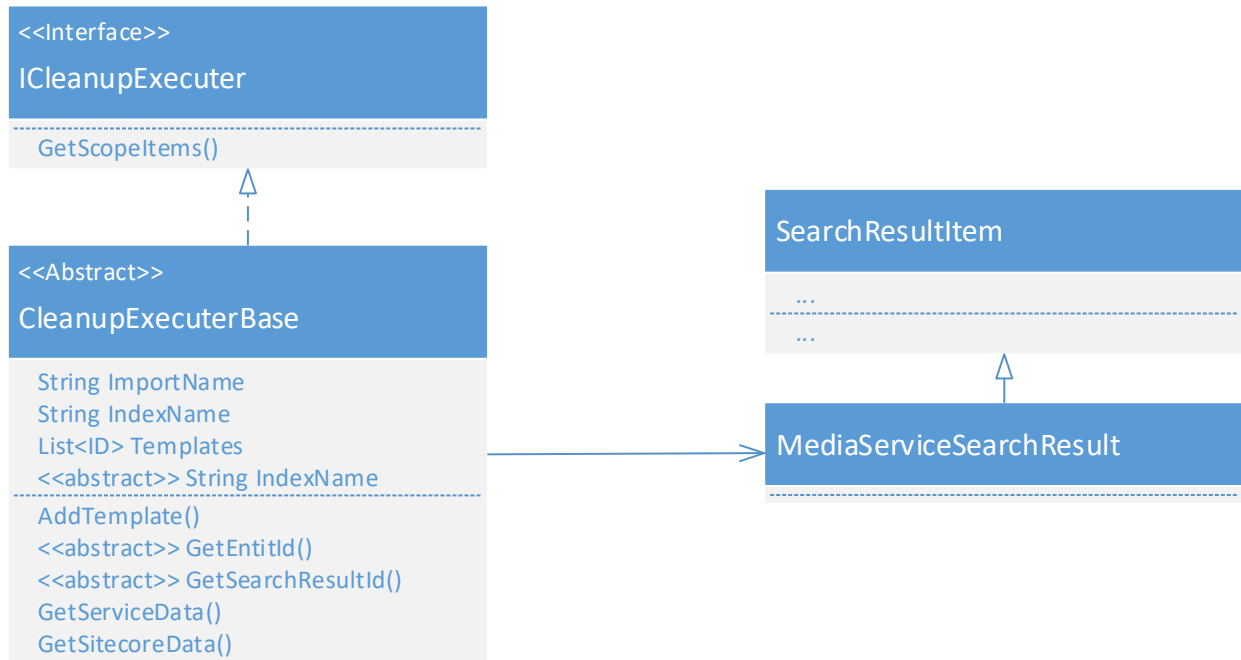 <<Interface>>
ICleanupExecuter
GetScopeItems()
<<Abstract>>
CleanupExecuterBase
String ImportName
String IndexName
List<ID> Templates
<<abstract>> String IndexName
AddTemplate()
<<abstract>> GetEntitId()
<<abstract>> GetSearchResultId()
GetServiceData()
GetSitecoreData()
SearchResultItem
...
...
MediaServiceSearchResult